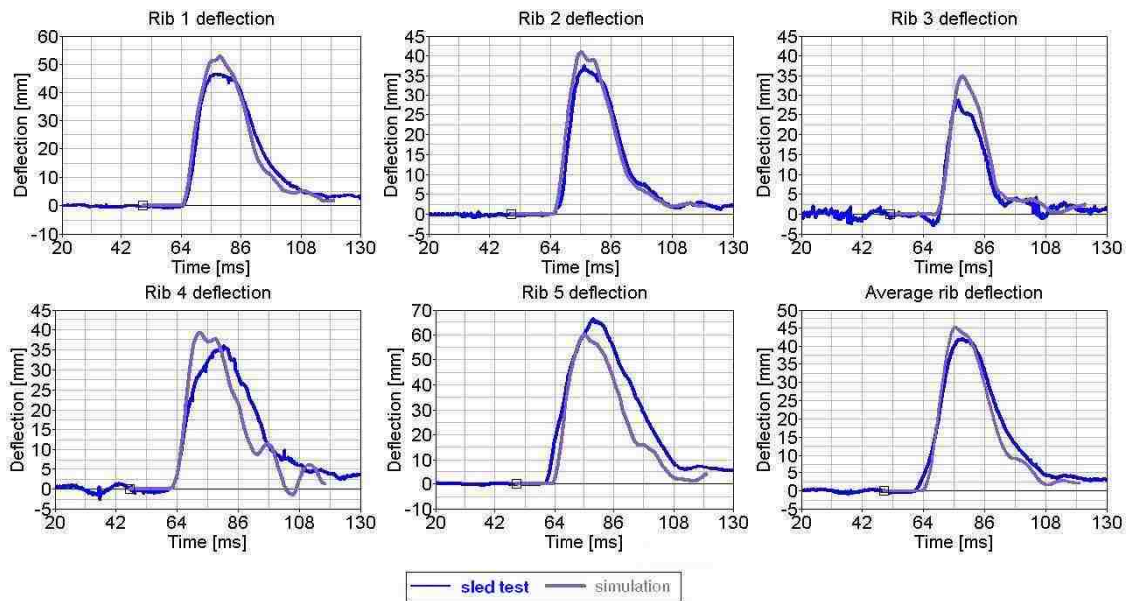 Rib 1 deflection
Deflection [mm]
60
50
40
30
20
10
0
-10
20 42 64 86 108 130
Time [ms]
Rib 2 deflection
Deflection [mm]
45
40
35
30
25
20
15
10
5
0
-5
20 42 64 86 108 130
Time [ms]
Rib 3 deflection
Deflection [mm]
45
40
35
30
25
20
15
10
5
0
-5
20 42 64 86 108 130
Time [ms]
Rib 4 deflection
Deflection [mm]
45
40
35
30
25
20
15
10
5
0
-5
20 42 64 86 108 130
Time [ms]
Rib 5 deflection
Deflection [mm]
70
60
50
40
30
20
10
0
-10
20 42 64 86 108 130
Time [ms]
Average rib deflection
Deflection [mm]
50
45
40
35
30
25
20
15
10
5
0
-5
20 42 64 86 108 130
Time [ms]
sled test simulation